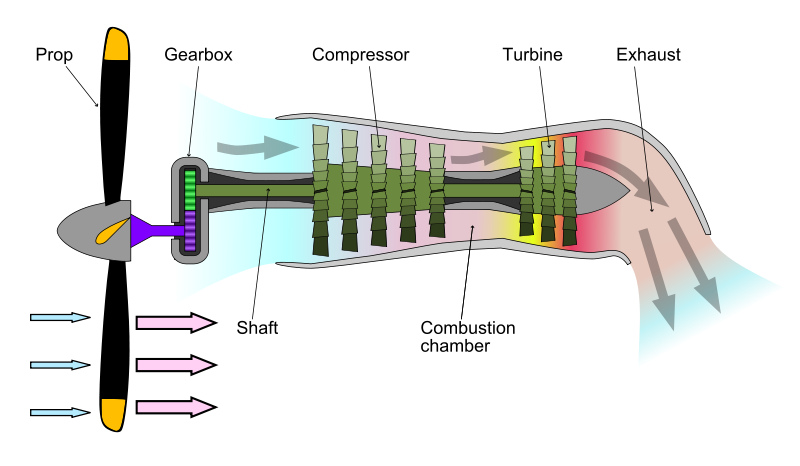 Prop
Gearbox
Compressor
Turbine
Exhaust
Shaft
Combustion
chamber